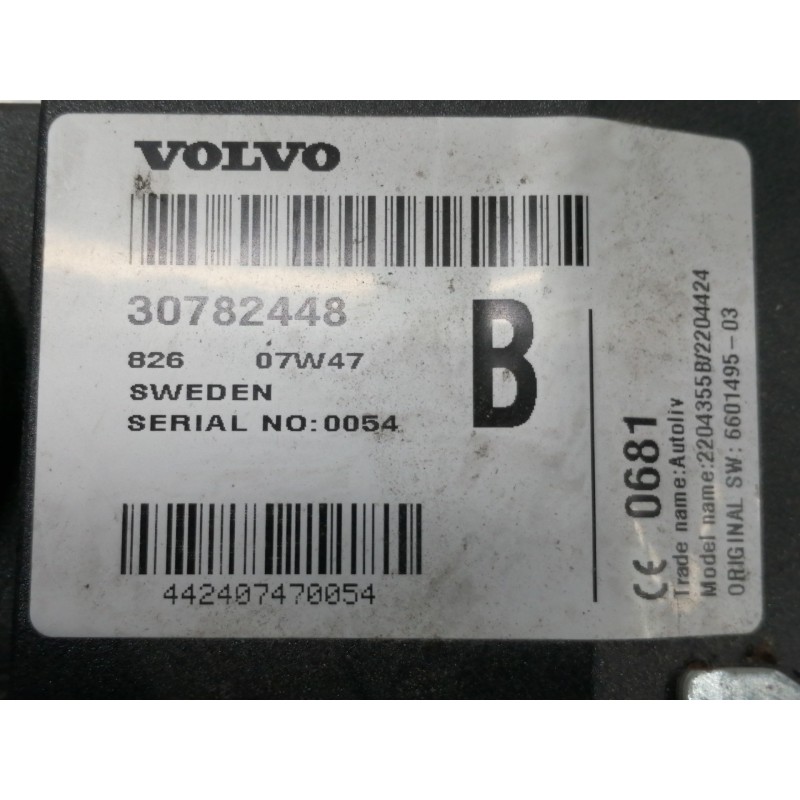 VOLVO
30782448
826 07W47
SWEDEN
SERIAL NO:0054
B
442407470054
CE 0681
Trade name:Autoliv
Model name:2204355B/2204424
ORIGINAL SW: 6601495-03